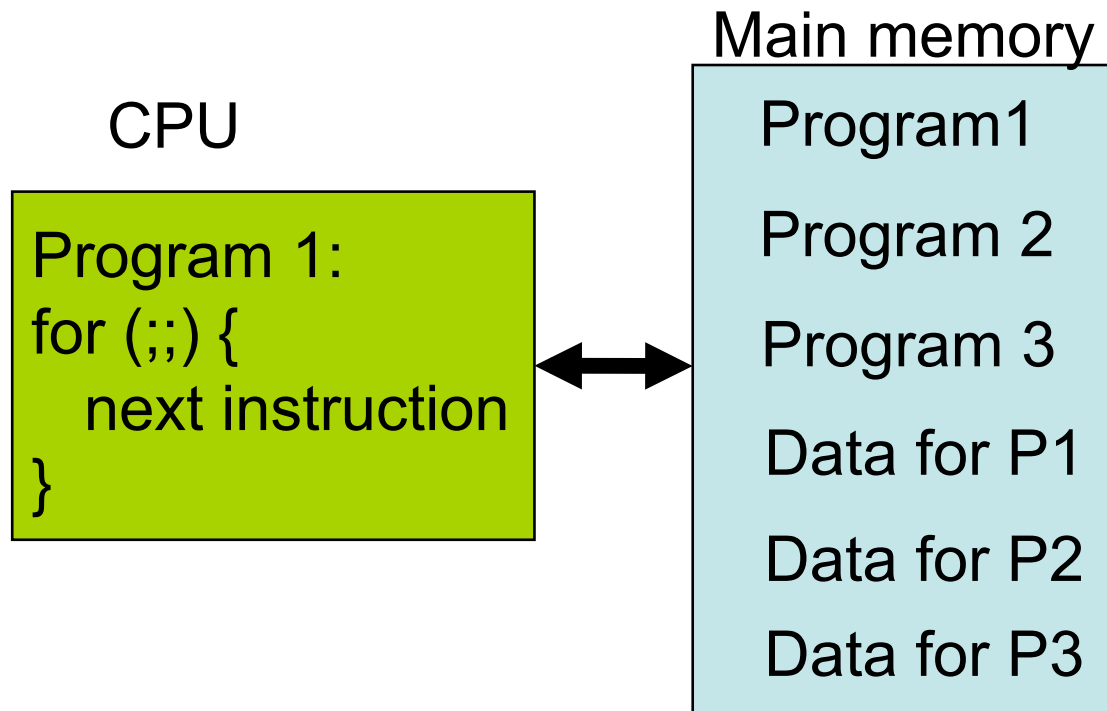 CPU
Program 1:
for (;;) {
next instruction
}
Main memory
Program1
Program 2
Program 3
Data for P1
Data for P2
Data for P3